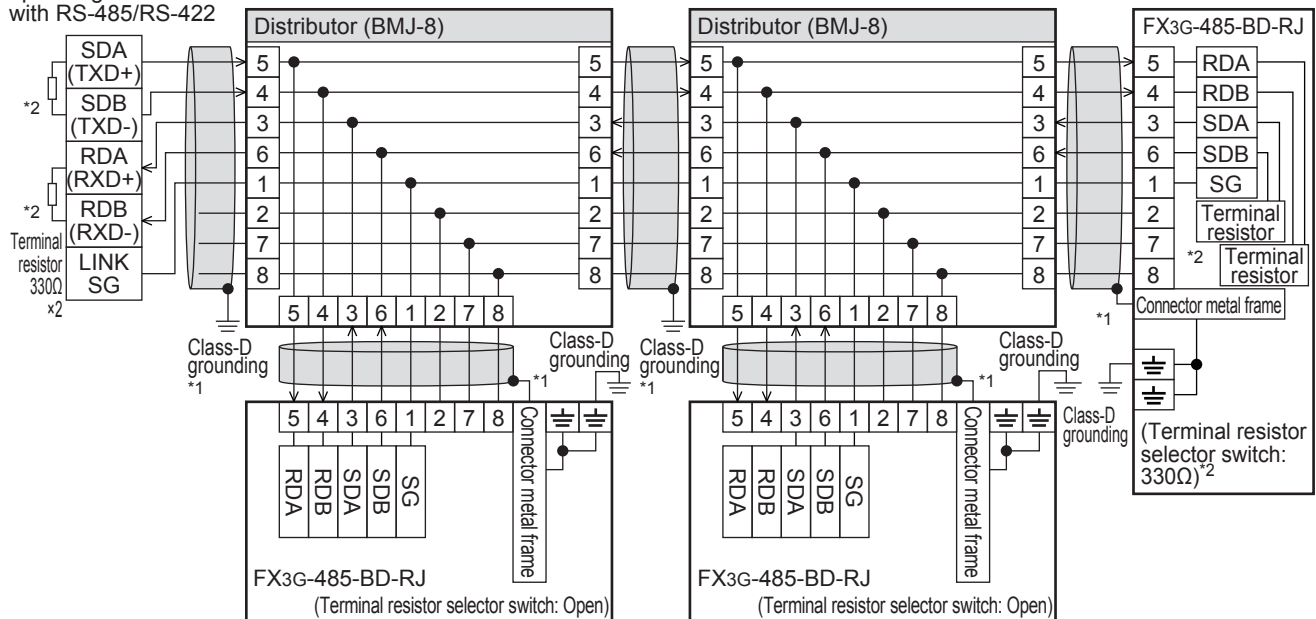 with RS-485/RS-422
SDA
(TXD+)
SDB
(TXD-)
RDA
(RXD+)
RDB
(RXD-)
LINK
SG
*2
*2
Terminal
resistor
330Ω
×2
Distributor (BMJ-8)
5 5
4 4
3 3
6 6
1 1
2 2
7 7
8 8
5 4 3 6 1 2 7 8
Class-D
grounding
*1
*1
Class-D
grounding
5 4 3 6 1 2 7 8
RDA
RDB
SDA
SDB
SG
Connector metal frame
FX3G-485-BD-RJ
(Terminal resistor selector switch: Open)
Distributor (BMJ-8)
5 5
4 4
3 3
6 6
1 1
2 2
7 7
8 8
5 4 3 6 1 2 7 8
Class-D
grounding
*1
*1
Class-D
grounding
5 4 3 6 1 2 7 8
RDA
RDB
SDA
SDB
SG
Connector metal frame
FX3G-485-BD-RJ
(Terminal resistor selector switch: Open)
FX3G-485-BD-RJ
5 RDA
4 RDB
3 SDA
6 SDB
1 SG
2
7
8
Terminal
resistor
*2
Terminal
resistor
*1
Connector metal frame
Class-D
grounding
(Terminal resistor
selector switch:
330Ω)*2